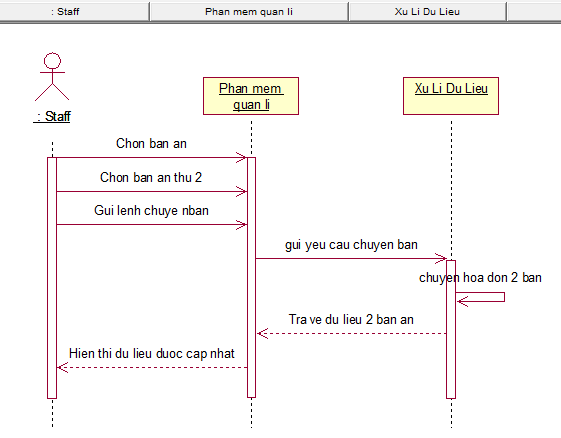 : Staff
Phan mem quan li
Xu Li Du Lieu
: Staff
Phan mem
quan li
Xu Li Du Lieu
Chon ban an
Chon ban an thu 2
Gui lenh chuye nban
gui yeu cau chuyen ban
chuyen hoa don 2 ban
Tra ve du lieu 2 ban an
Hien thi du lieu duoc cap nhat